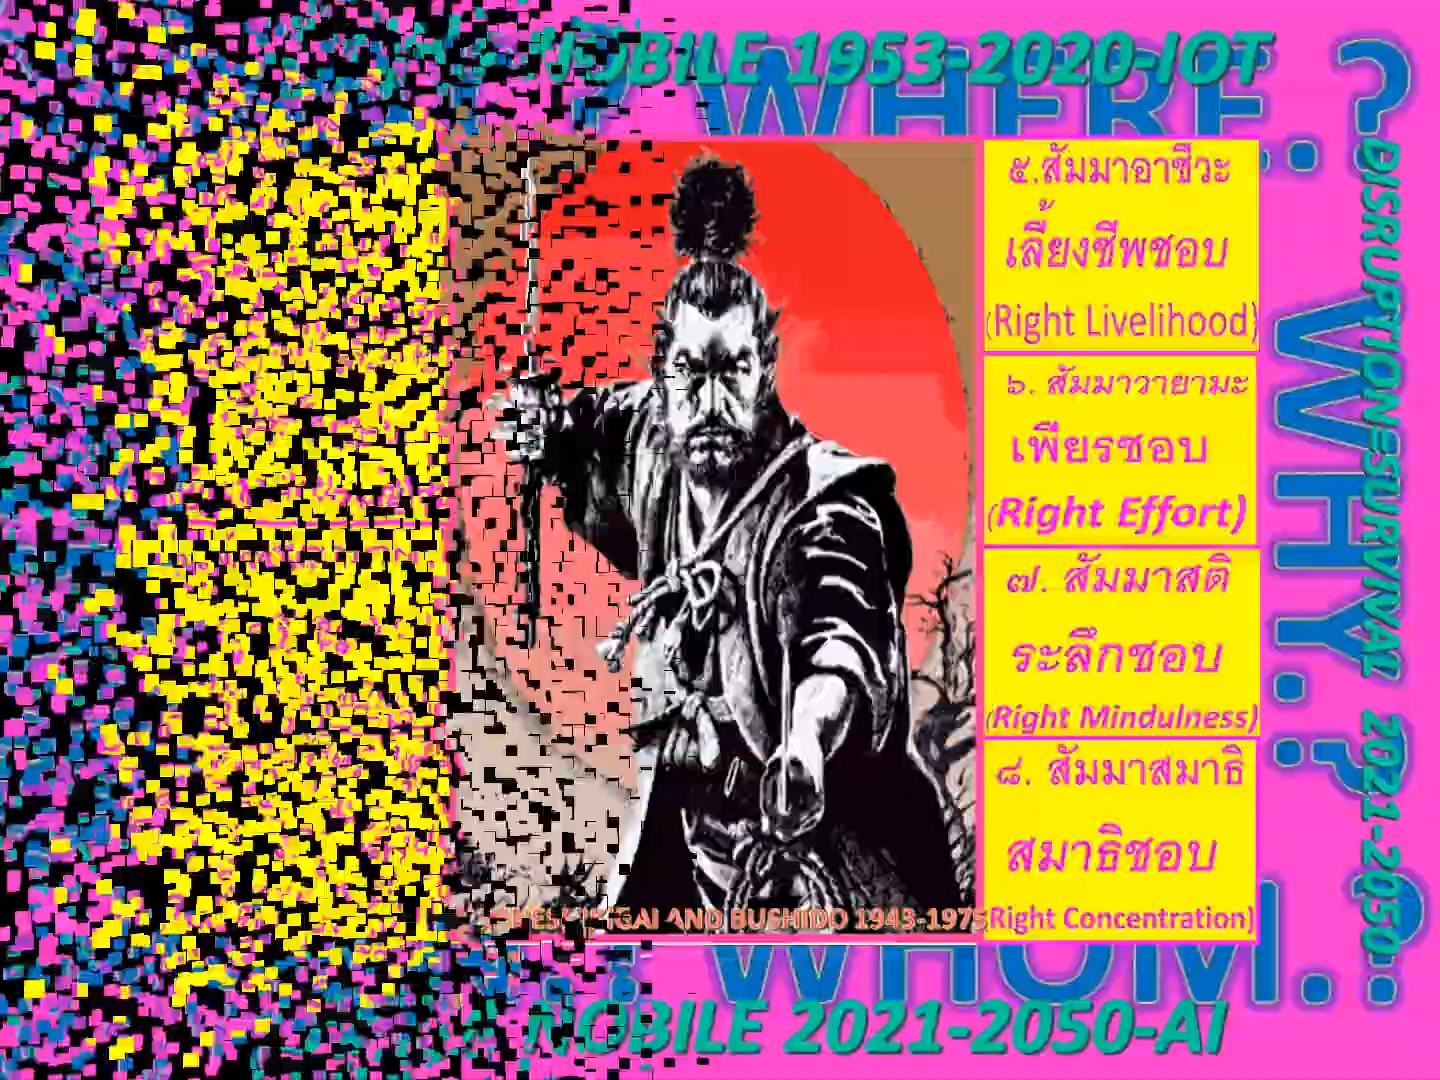 MOBILE 1953-2020-IOT
? WHERE. ?
๕.สัมมาอาชีวะ
เลี้ยงชีพชอบ
(Right Livelihood)
๖. สัมมาวายามะ
เพียรชอบ
(Right Effort)
๗. สัมมาสติ
ระลึกชอบ
(Right Mindulness)
๘. สัมมาสมาธิ
สมาธิชอบ
(Right Concentration)
AND BUSHIDO 1943-1975
WHY.?
DISRUPTIONESURVIVAL 2021-2050
WHOM. ?
MOBILE 2021-2050-AI